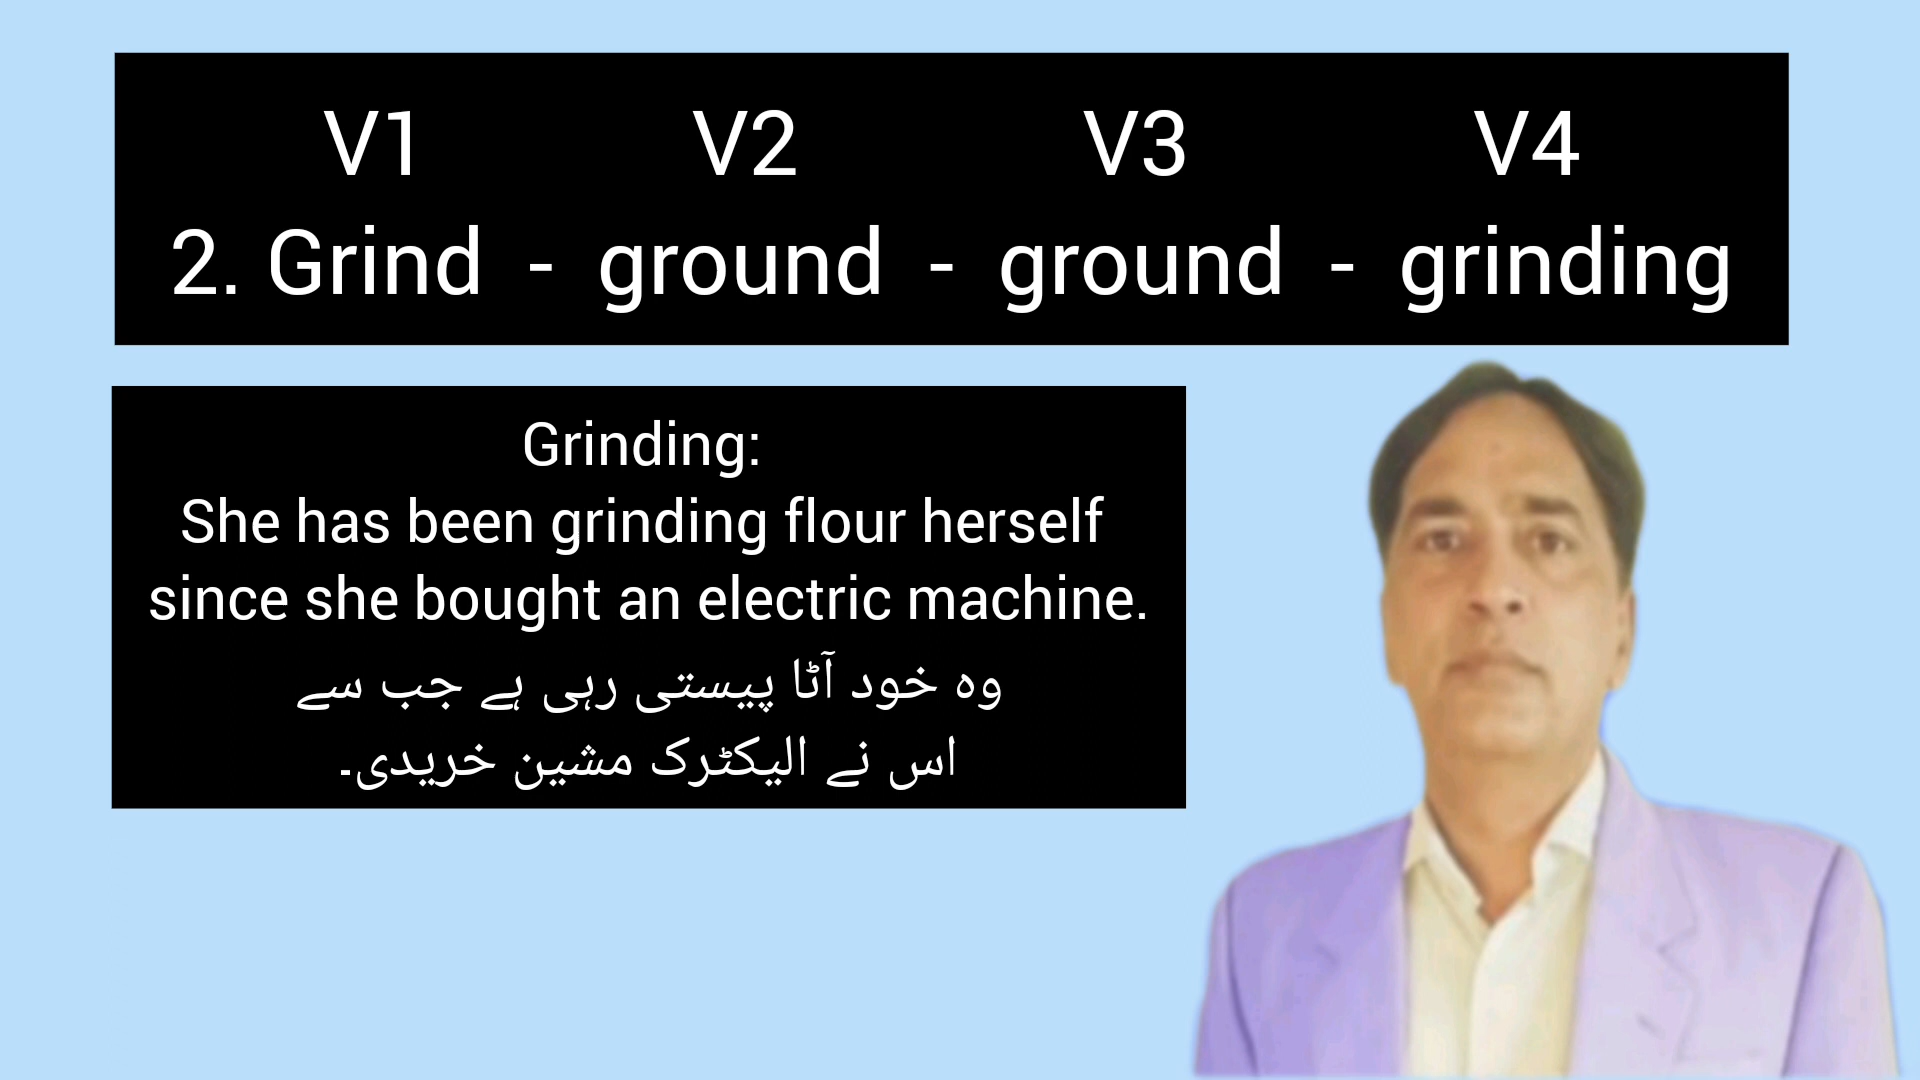 V1 V2 V3 V4
2. Grind - ground - ground - grinding
Grinding:
She has been grinding flour herself
since she bought an electric machine.
وہ خود آٹا پیستی رہی ہے جب سے
اس نے الیکٹرک مشین خریدی۔